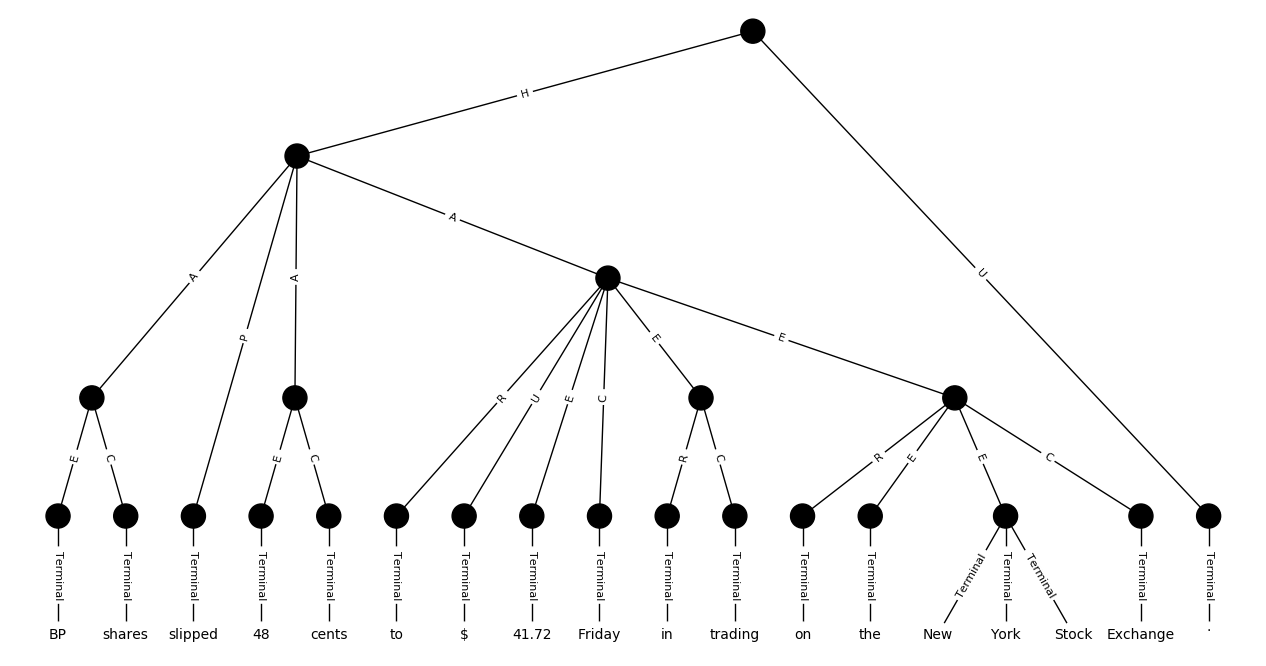 H
A
A
U
A
P
E
E
R
U
E
C
E
C
E
C
R
C
R
E
E
C
Terminal Terminal Terminal Terminal Terminal Terminal Terminal Terminal Terminal Terminal Terminal Terminal Terminal Terminal Terminal Terminal Terminal Terminal
BP shares slipped 48 cents to $ 41.72 Friday in trading on the New York Stock Exchange .